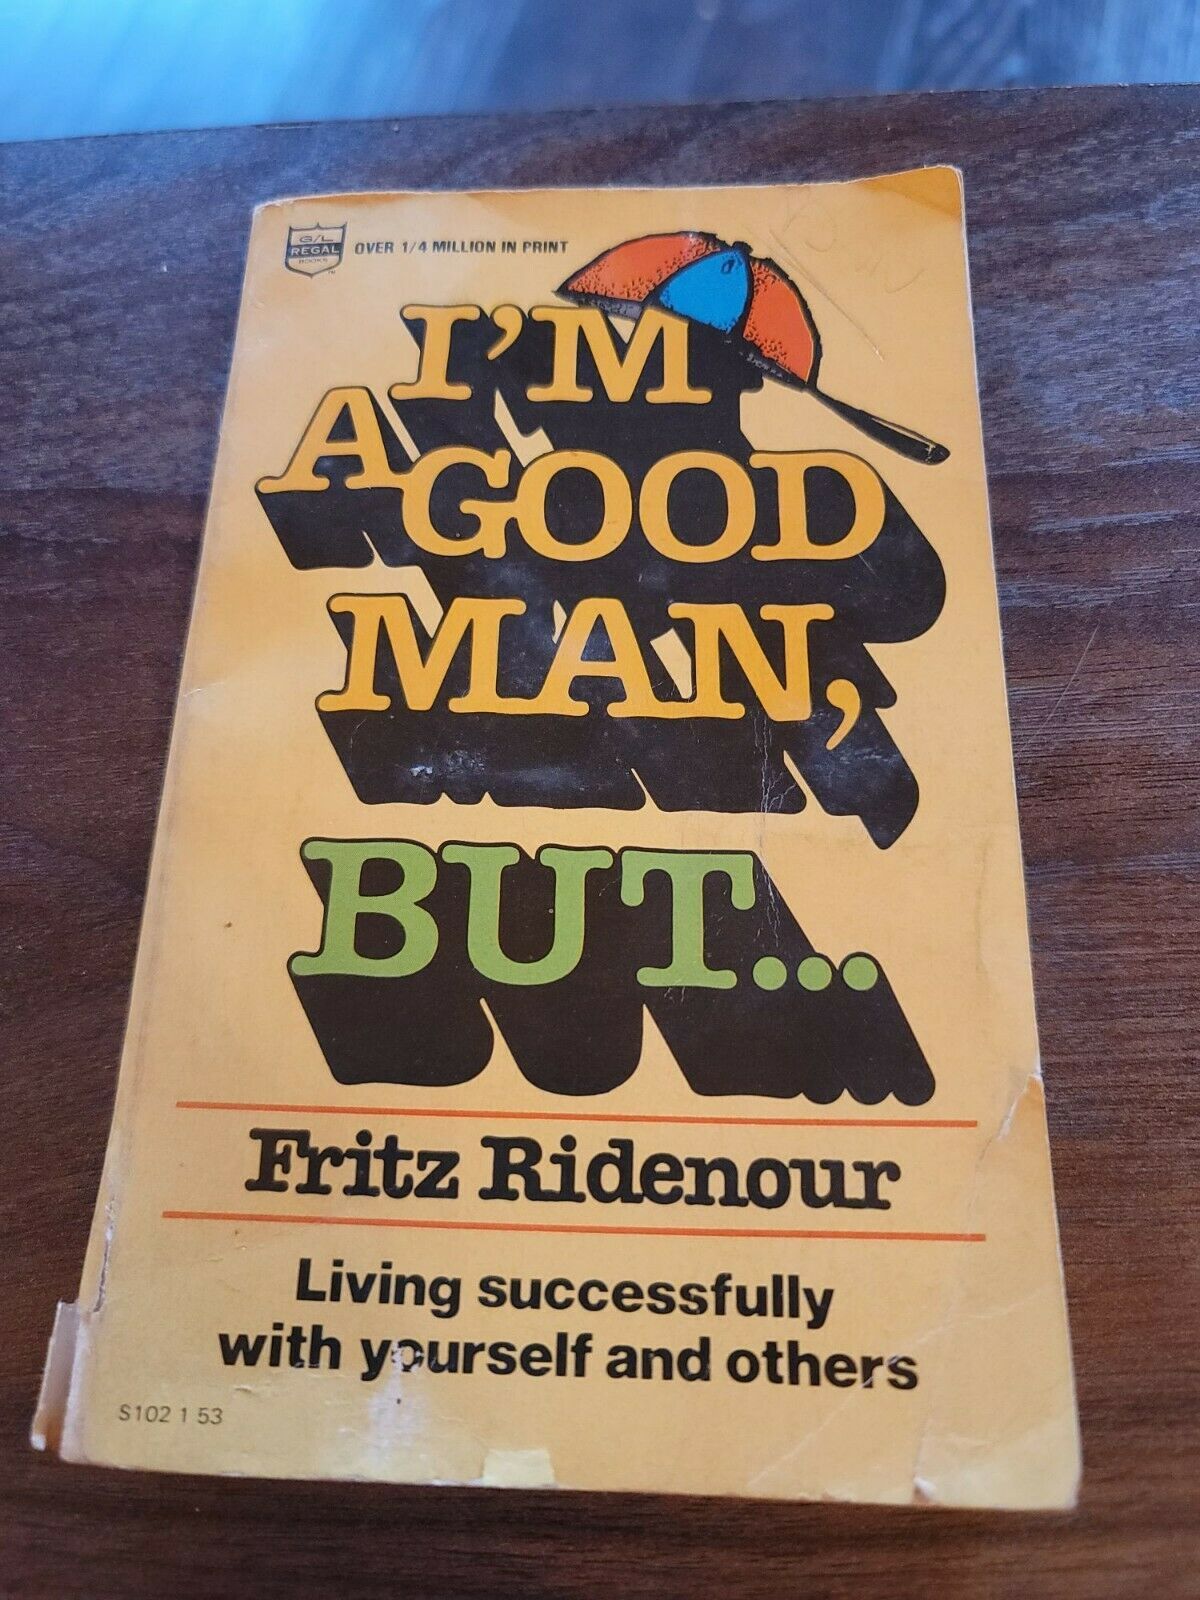 G/L
REGAL
BOOKS
TM
OVER 1/4 MILLION IN PRINT
I'M
A GOOD
MAN,
BUT...
Fritz Ridenour
Living successfully
with yourself and others
S102 1 53